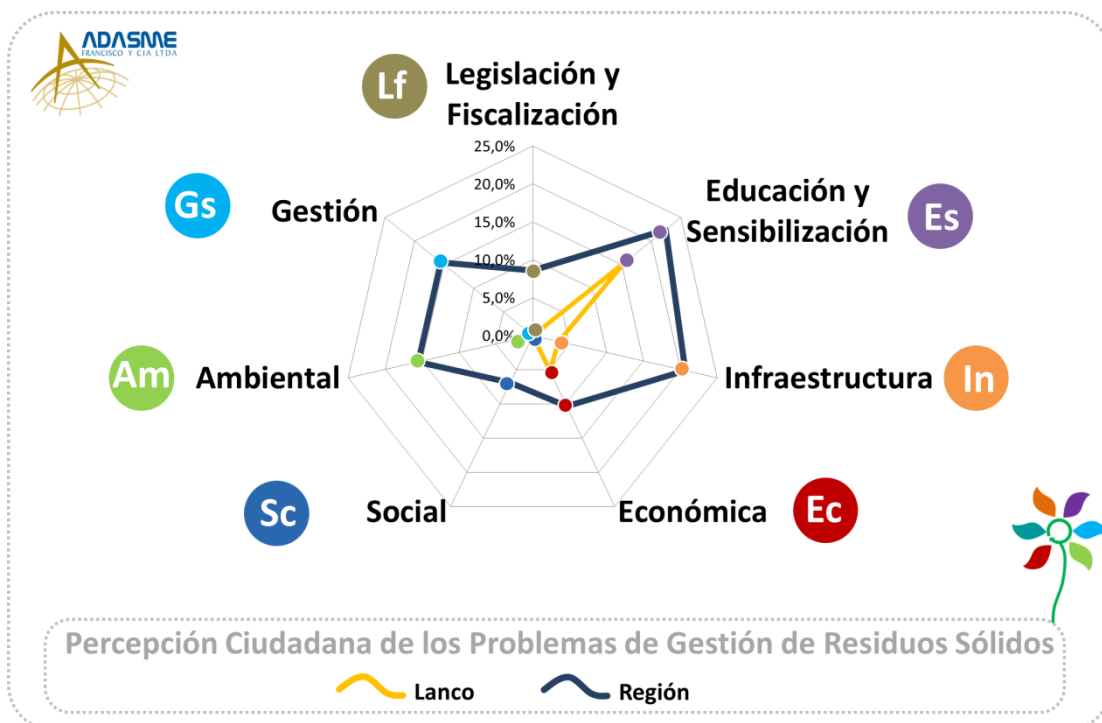 ADASME
FRANCISCO Y CIA LTDA
Lf
Legislación y
Fiscalización
25,0%
20,0%
15,0%
10,0%
5,0%
0,0%
Gs
Gestión
Educación y
Sensibilización
Es
Am
Ambiental
Infraestructura
In
Sc
Social
Económica
Ec
Percepción Ciudadana de los Problemas de Gestión de Residuos Sólidos
Lanco
Región